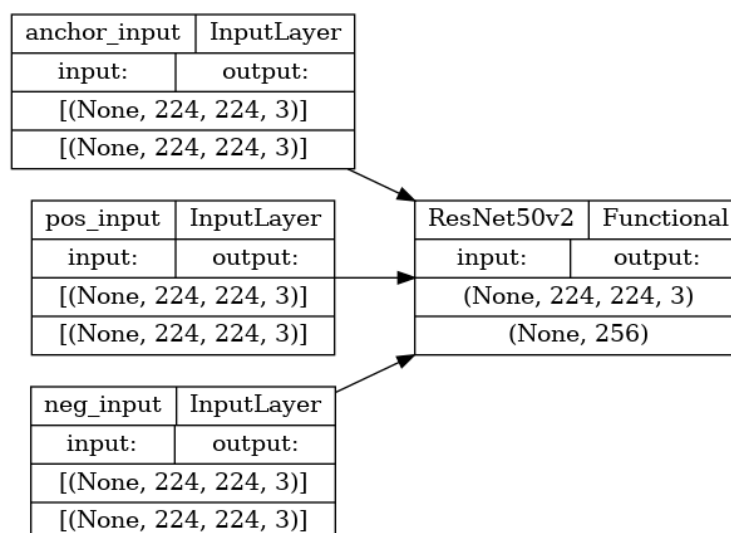 anchor_input InputLayer
input: output:
[(None, 224, 224, 3)]
[(None, 224, 224, 3)]
pos_input InputLayer
input: output:
[(None, 224, 224, 3)]
[(None, 224, 224, 3)]
neg_input InputLayer
input: output:
[(None, 224, 224, 3)]
[(None, 224, 224, 3)]
ResNet50v2 Functional
input: output:
(None, 224, 224, 3)
(None, 256)